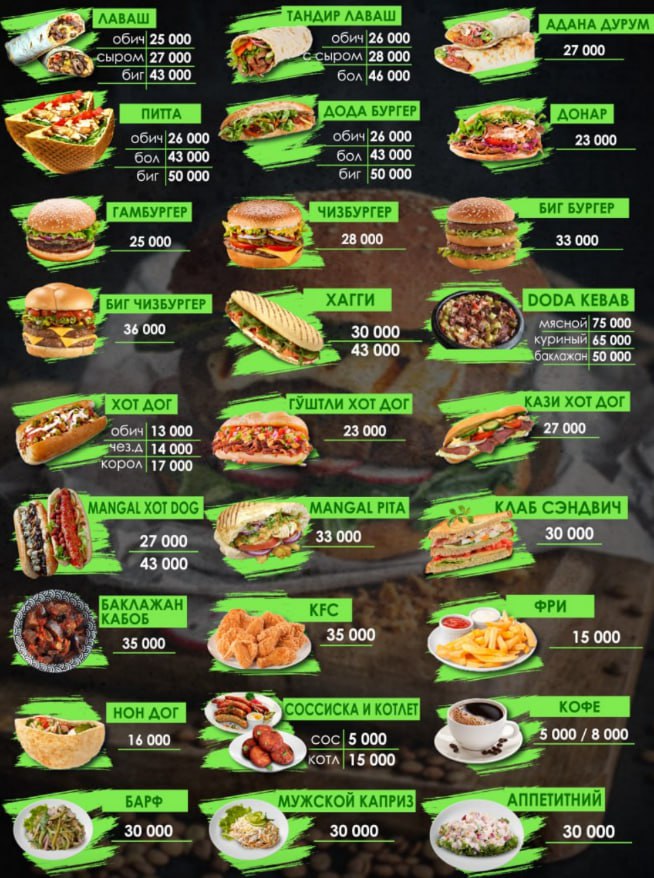 ЛАВАШ
обич 25 000
сыром 27 000
биг 43 000
ТАНДИР ЛАВАШ
обич 26 000
с сыром 28 000
бол 46 000
АДАНА ДУРУМ
27 000
ПИТТА
обич 26 000
бол 43 000
биг 50 000
ДОДА БУРГЕР
обич 26 000
бол 43 000
биг 50 000
ДОНАР
23 000
ГАМБУРГЕР
25 000
ЧИЗБУРГЕР
28 000
БИГ БУРГЕР
33 000
БИГ ЧИЗБУРГЕР
36 000
ХАГГИ
30 000
43 000
DODA KEBAB
мясной 75 000
куриный 65 000
баклажан 50 000
ХОТ ДОГ
обич 13 000
чез.д 14 000
корол 17 000
ГЎШТЛИ ХОТ ДОГ
23 000
КАЗИ ХОТ ДОГ
27 000
MANGAL XOT DOG
27 000
43 000
MANGAL PITA
33 000
КЛАБ СЭНДВИЧ
30 000
БАКЛАЖАН
КАБОБ
35 000
KFC
35 000
ФРИ
15 000
НОН ДОГ
16 000
СОССИСКА И КОТЛЕТ
сос 5 000
котл 15 000
КОФЕ
5 000 / 8 000
БАРФ
30 000
МУЖСКОЙ КАПРИЗ
30 000
АППЕТИТНИЙ
30 000